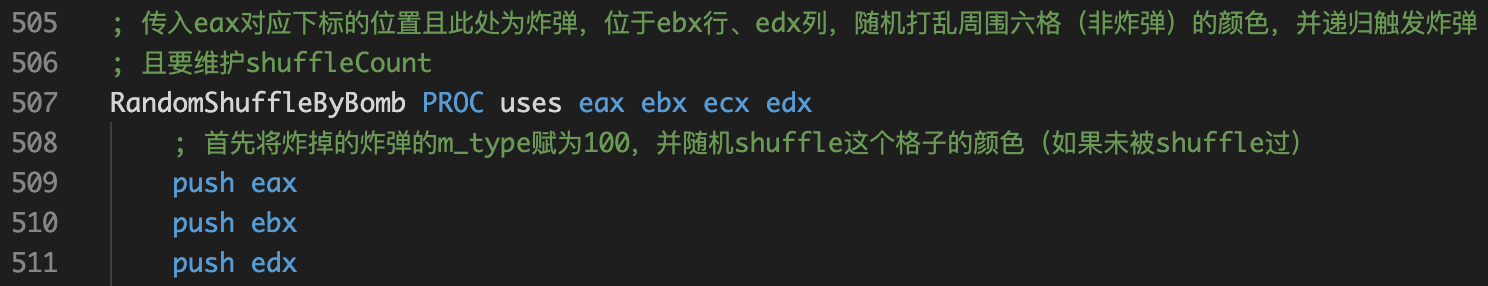 505 ; 传入eax对应下标的位置且此处为炸弹，位于ebx行、edx列，随机打乱周围六格（非炸弹）的颜色，并递归触发炸弹
506 ; 且要维护shuffleCount
507 RandomShuffleByBomb PROC uses eax ebx ecx edx
508 ; 首先将炸掉的炸弹的m_type赋为100，并随机shuffle这个格子的颜色（如果未被shuffle过）
509 push eax
510 push ebx
511 push edx